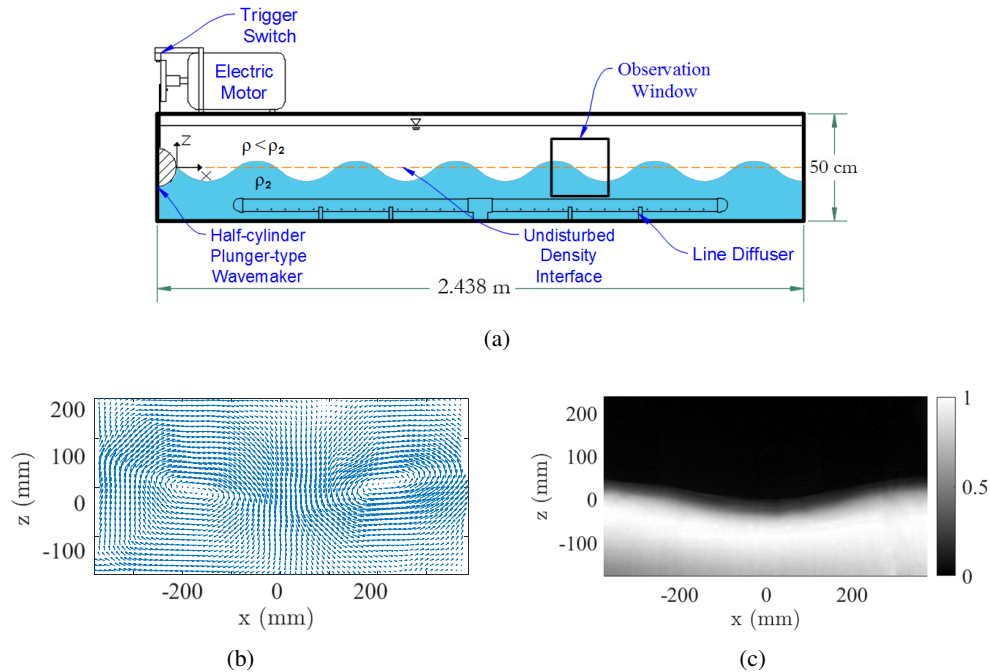 Trigger
Switch
Electric
Motor
Observation
Window
Z
X
ρ < ρ₂
ρ₂
50 cm
Half-cylinder
Plunger-type
Wavemaker
Undisturbed
Density
Interface
Line Diffuser
2.438 m
(a)
200
100
0
-100
z (mm)
-200
0
200
x (mm)
(b)
200
100
0
-100
z (mm)
-200
0
200
x (mm)
1
0.5
0
(c)